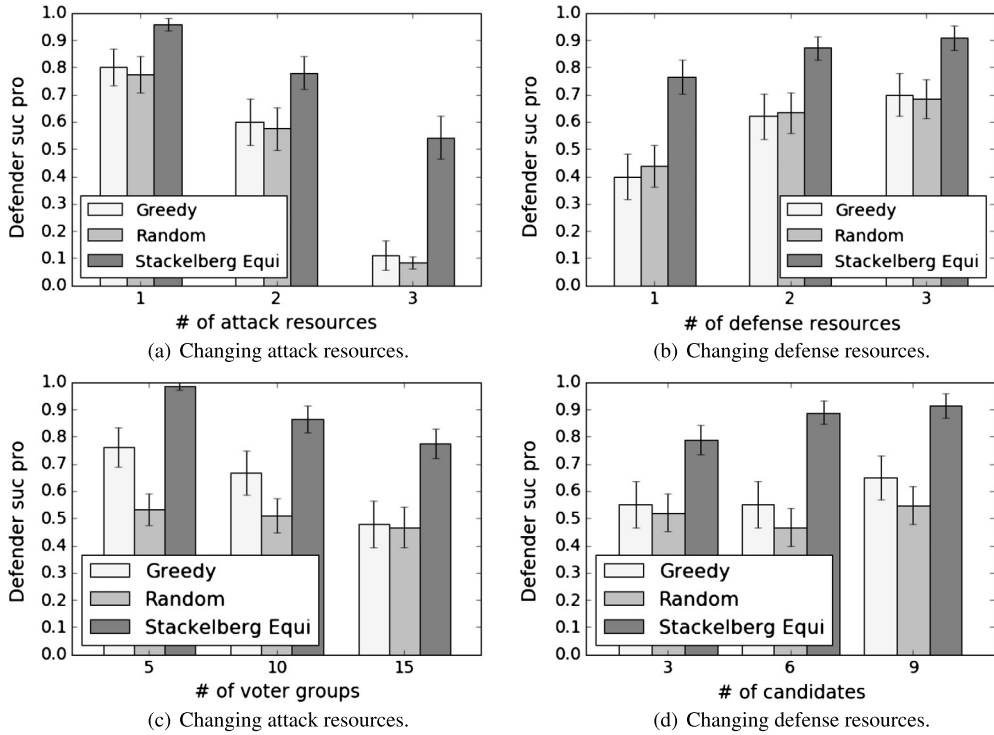 1.0
0.9
0.8
0.7
0.6
0.5
0.4
0.3
0.2
0.1
0.0
Defender suc pro
Greedy
Random
Stackelberg Equi
1 2 3
# of attack resources
(a) Changing attack resources.
1.0
0.9
0.8
0.7
0.6
0.5
0.4
0.3
0.2
0.1
0.0
Defender suc pro
Greedy
Random
Stackelberg Equi
1 2 3
# of defense resources
(b) Changing defense resources.
1.0
0.9
0.8
0.7
0.6
0.5
0.4
0.3
0.2
0.1
0.0
Defender suc pro
Greedy
Random
Stackelberg Equi
5 10 15
# of voter groups
(c) Changing attack resources.
1.0
0.9
0.8
0.7
0.6
0.5
0.4
0.3
0.2
0.1
0.0
Defender suc pro
Greedy
Random
Stackelberg Equi
3 6 9
# of candidates
(d) Changing defense resources.